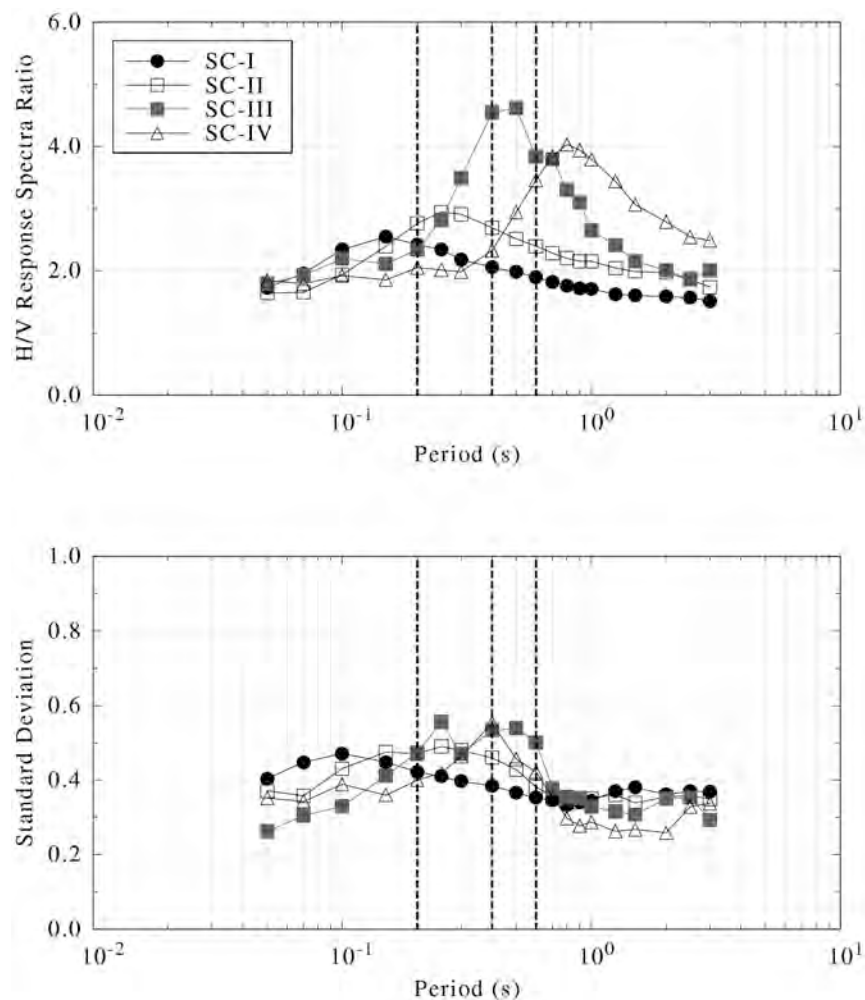 6.0
SC-I
SC-II
SC-III
SC-IV
4.0
2.0
0.0
H/V Response Spectra Ratio
10-2 10-1 100 101
Period (s)
1.0
0.8
0.6
0.4
0.2
0.0
Standard Deviation
10-2 10-1 100 101
Period (s)